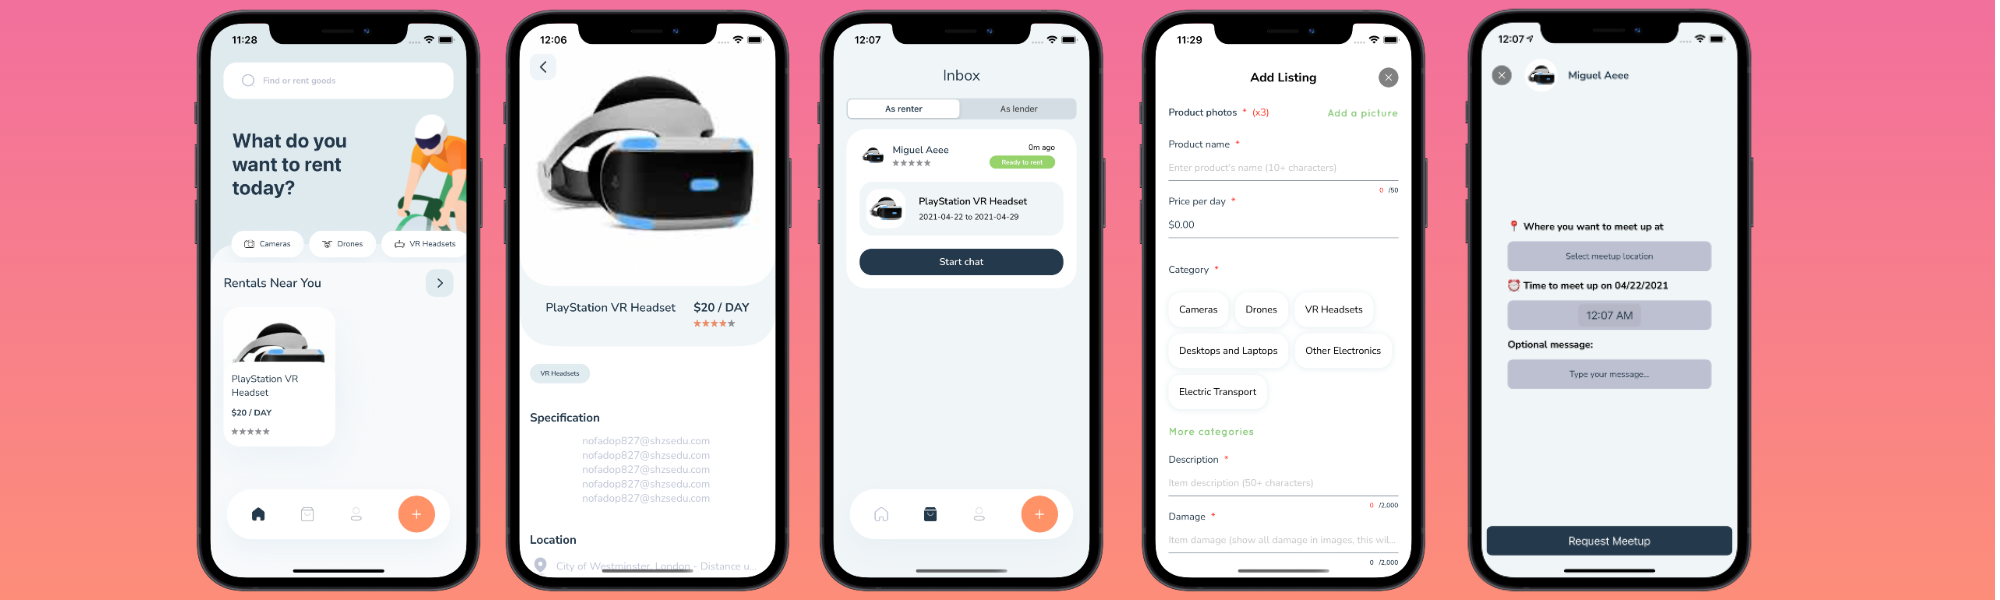 11:28
Find or rent goods
What do you
want to rent
today?
Cameras
Drones
VR Headsets
Rentals Near You
PlayStation VR
Headset
$20 / DAY
12:06
PlayStation VR Headset
$20 / DAY
VR Headsets
Specification
nofadop827@shzsedu.com
nofadop827@shzsedu.com
nofadop827@shzsedu.com
nofadop827@shzsedu.com
nofadop827@shzsedu.com
Location
City of Westminster, London - Distance u...
12:07
Inbox
As renter
As lender
Miguel Aeee
0m ago
Ready to rent
PlayStation VR Headset
2021-04-22 to 2021-04-29
Start chat
11:29
Add Listing
Product photos * (x3)
Add a picture
Product name *
Enter product's name (10+ characters)
0 /50
Price per day *
$0.00
Category *
Cameras
Drones
VR Headsets
Desktops and Laptops
Other Electronics
Electric Transport
More categories
Description *
Item description (50+ characters)
0 /2,000
Damage *
Item damage (show all damage in images, this wil...
0 /2,000
12:07
Miguel Aeee
📍 Where you want to meet up at
Select meetup location
⏰ Time to meet up on 04/22/2021
12:07 AM
Optional message:
Type your message...
Request Meetup